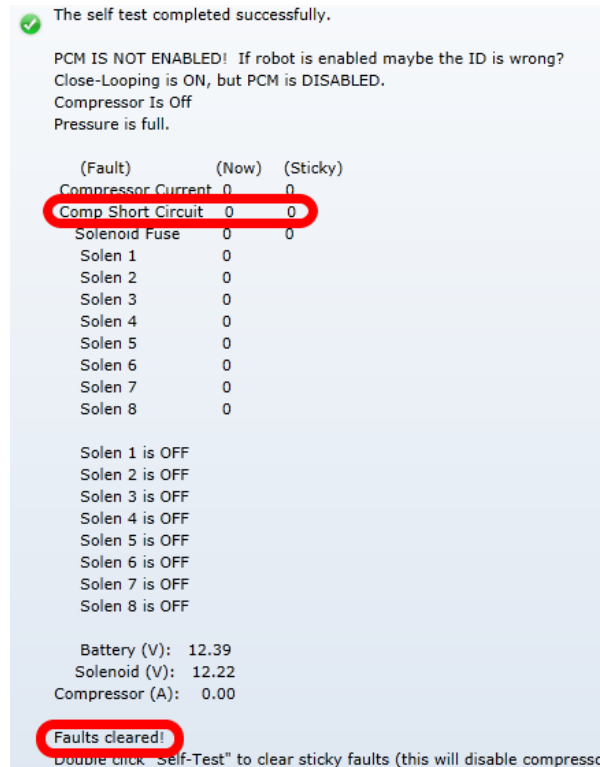 The self test completed successfully.
PCM IS NOT ENABLED!  If robot is enabled maybe the ID is wrong?
Close-Looping is ON, but PCM is DISABLED.
Compressor Is Off
Pressure is full.
(Fault) (Now) (Sticky)
Compressor Current 0 0
Comp Short Circuit 0 0
Solenoid Fuse 0 0
Solen 1 0
Solen 2 0
Solen 3 0
Solen 4 0
Solen 5 0
Solen 6 0
Solen 7 0
Solen 8 0
Solen 1 is OFF
Solen 2 is OFF
Solen 3 is OFF
Solen 4 is OFF
Solen 5 is OFF
Solen 6 is OFF
Solen 7 is OFF
Solen 8 is OFF
Battery (V): 12.39
Solenoid (V): 12.22
Compressor (A): 0.00
Faults cleared!
Double click "Self-Test" to clear sticky faults (this will disable compresso